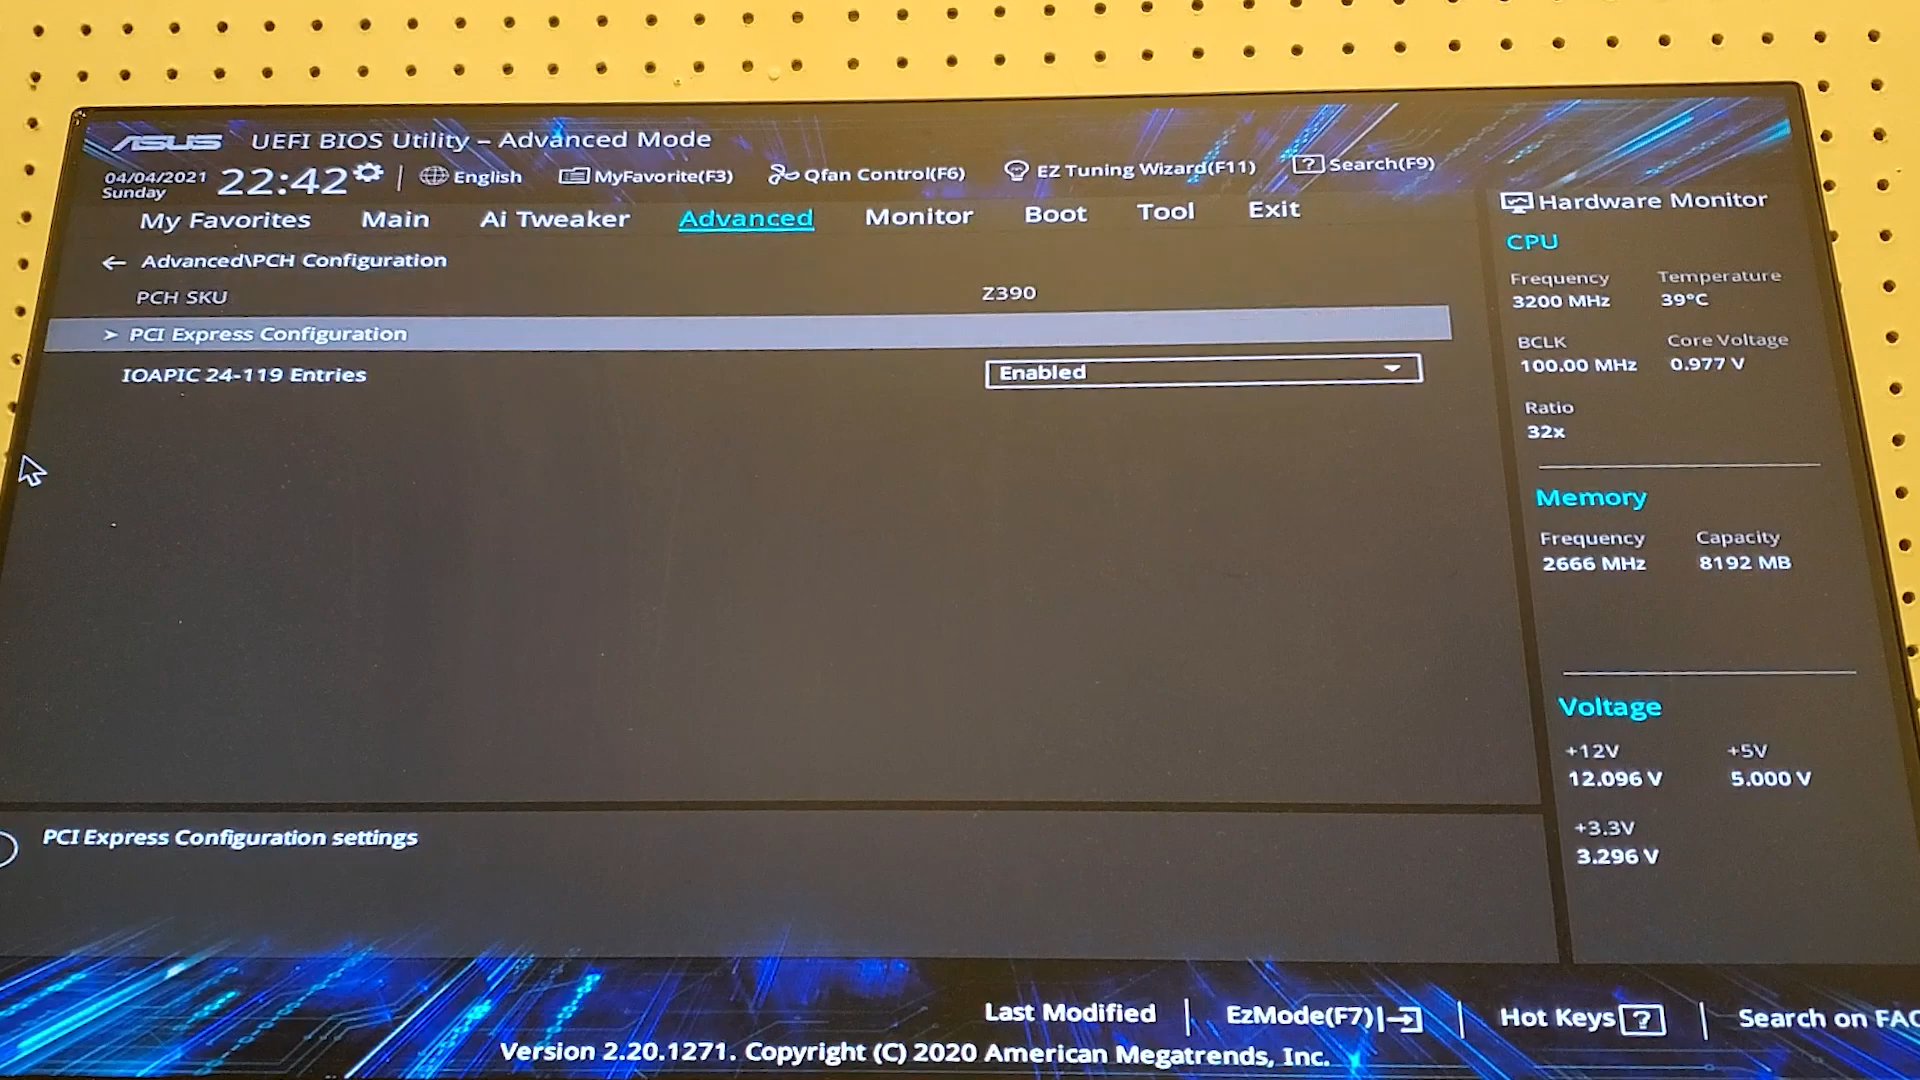 ASUS UEFI BIOS Utility – Advanced Mode
04/04/2021
Sunday
22:42
English
MyFavorite(F3)
Qfan Control(F6)
EZ Tuning Wizard(F11)
? Search(F9)
My Favorites Main Ai Tweaker Advanced Monitor Boot Tool Exit
← Advanced\PCH Configuration
PCH SKU Z390
> PCI Express Configuration
IOAPIC 24-119 Entries Enabled
PCI Express Configuration settings
Hardware Monitor
CPU
Frequency Temperature
3200 MHz 39°C
BCLK Core Voltage
100.00 MHz 0.977 V
Ratio
32x
Memory
Frequency Capacity
2666 MHz 8192 MB
Voltage
+12V +5V
12.096 V 5.000 V
+3.3V
3.296 V
Last Modified | EzMode(F7) | Hot Keys ? | Search on FAQ
Version 2.20.1271. Copyright (C) 2020 American Megatrends, Inc.